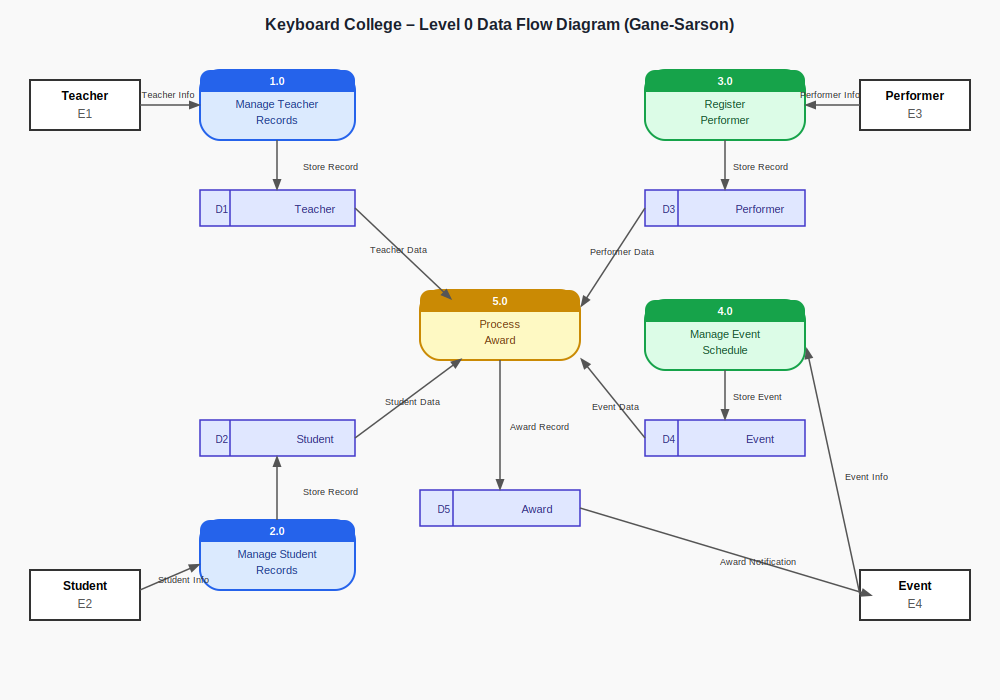 Keyboard College – Level 0 Data Flow Diagram (Gane-Sarson)
Teacher
E1
Teacher Info
1.0
Manage Teacher
Records
3.0
Register
Performer
Performer Info
Performer
E3
Store Record
Store Record
D1
Teacher
D3
Performer
Teacher Data
Performer Data
5.0
Process
Award
4.0
Manage Event
Schedule
Student Data
Event Data
Store Event
Award Record
D2
Student
D4
Event
Event Info
Store Record
D5
Award
2.0
Manage Student
Records
Award Notification
Student
E2
Student Info
Event
E4